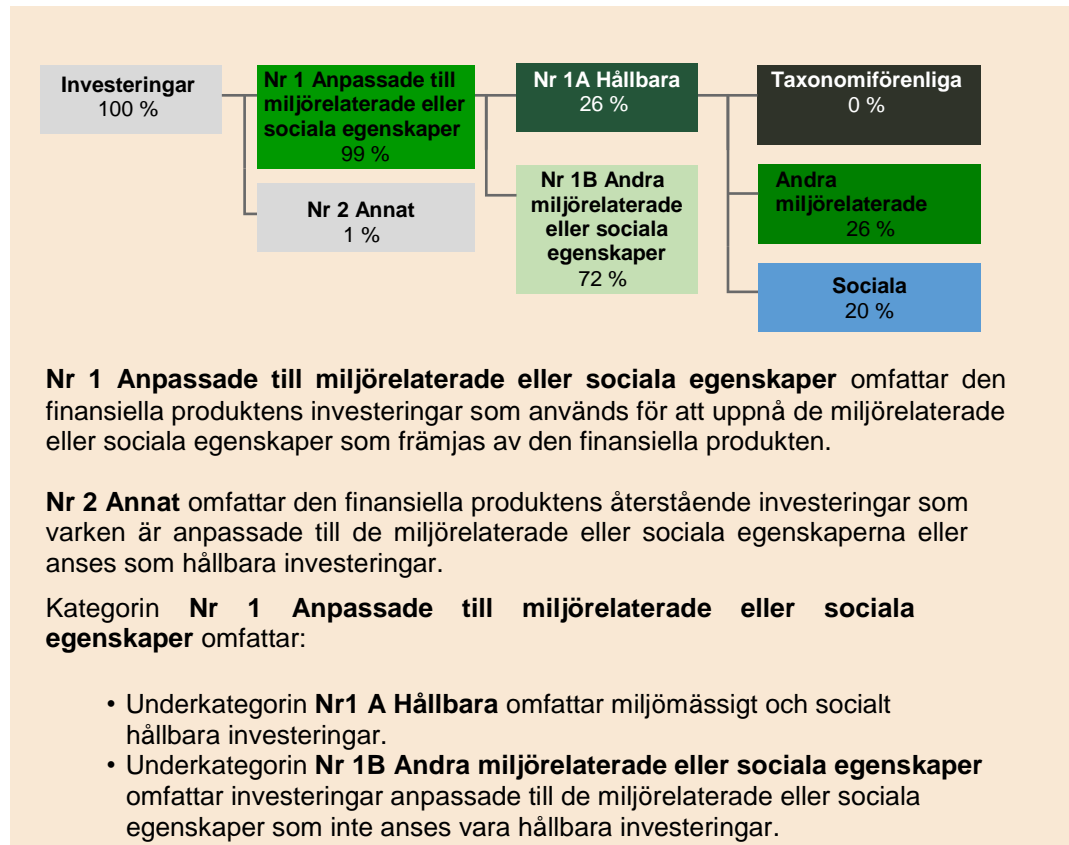 Investeringar
100 %
Nr 1 Anpassade till
miljörelaterade eller
sociala egenskaper
99 %
Nr 2 Annat
1 %
Nr 1A Hållbara
26 %
Nr 1B Andra
miljörelaterade
eller sociala
egenskaper
72 %
Taxonomiförenliga
0 %
Andra
miljörelaterade
26 %
Sociala
20 %
Nr 1 Anpassade till miljörelaterade eller sociala egenskaper omfattar den
finansiella produktens investeringar som används för att uppnå de miljörelaterade
eller sociala egenskaper som främjas av den finansiella produkten.
Nr 2 Annat omfattar den finansiella produktens återstående investeringar som
varken är anpassade till de miljörelaterade eller sociala egenskaperna eller
anses som hållbara investeringar.
Kategorin Nr 1 Anpassade till miljörelaterade eller sociala
egenskaper omfattar:
• Underkategorin Nr1 A Hållbara omfattar miljömässigt och socialt
hållbara investeringar.
• Underkategorin Nr 1B Andra miljörelaterade eller sociala egenskaper
omfattar investeringar anpassade till de miljörelaterade eller sociala
egenskaper som inte anses vara hållbara investeringar.